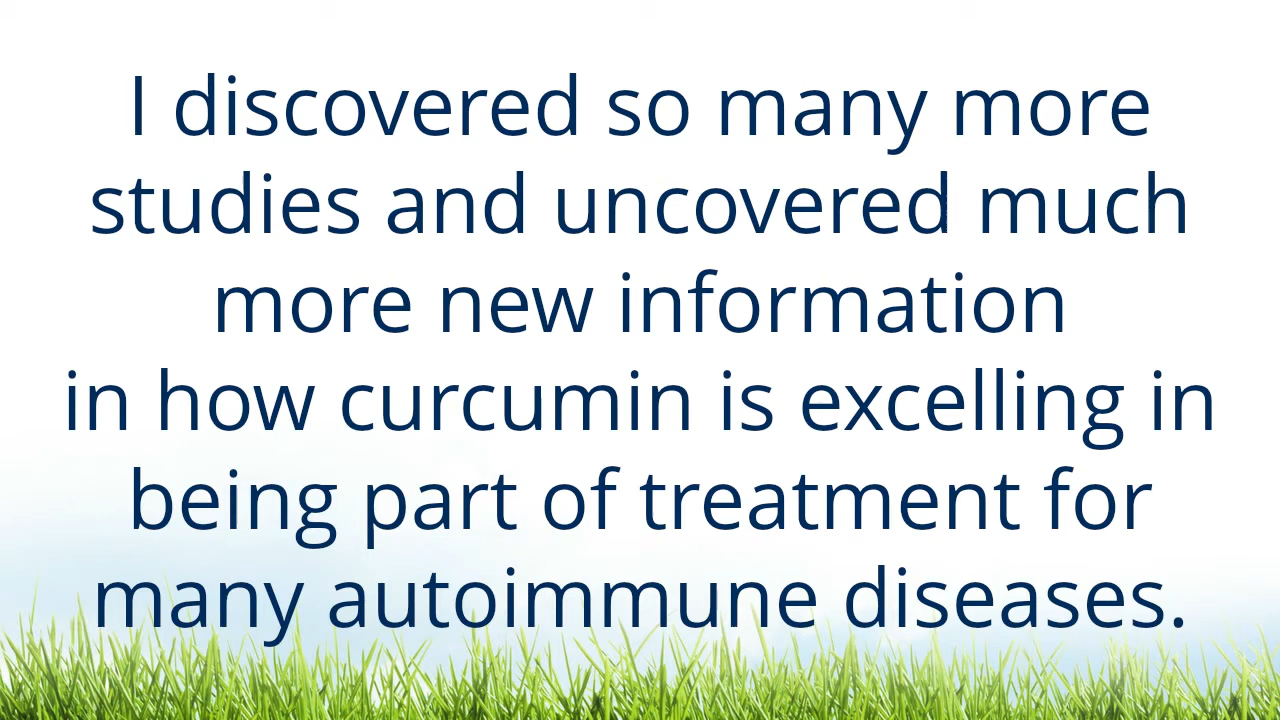 I discovered so many more
studies and uncovered much
more new information
in how curcumin is excelling in
being part of treatment for
many autoimmune diseases.